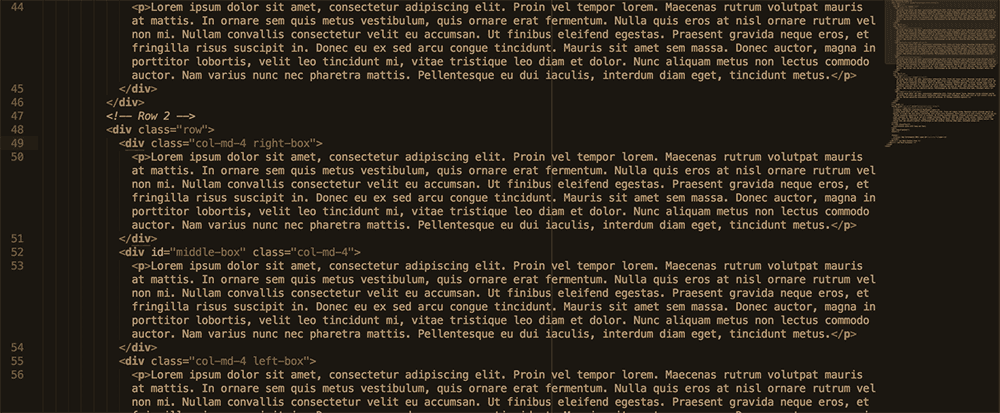 44 <p>Lorem ipsum dolor sit amet, consectetur adipiscing elit. Proin vel tempor lorem. Maecenas rutrum volutpat mauris
at mattis. In ornare sem quis metus vestibulum, quis ornare erat fermentum. Nulla quis eros at nisl ornare rutrum vel
non mi. Nullam convallis consectetur velit eu accumsan. Ut finibus eleifend egestas. Praesent gravida neque eros, et
fringilla risus suscipit in. Donec eu ex sed arcu congue tincidunt. Mauris sit amet sem massa. Donec auctor, magna in
porttitor lobortis, velit leo tincidunt mi, vitae tristique leo diam et dolor. Nunc aliquam metus non lectus commodo
auctor. Nam varius nunc nec pharetra mattis. Pellentesque eu dui iaculis, interdum diam eget, tincidunt metus.</p>
45 </div>
46 </div>
47 <!-- Row 2 -->
48 <div class="row">
49 <div class="col-md-4 right-box">
50 <p>Lorem ipsum dolor sit amet, consectetur adipiscing elit. Proin vel tempor lorem. Maecenas rutrum volutpat mauris
at mattis. In ornare sem quis metus vestibulum, quis ornare erat fermentum. Nulla quis eros at nisl ornare rutrum vel
non mi. Nullam convallis consectetur velit eu accumsan. Ut finibus eleifend egestas. Praesent gravida neque eros, et
fringilla risus suscipit in. Donec eu ex sed arcu congue tincidunt. Mauris sit amet sem massa. Donec auctor, magna in
porttitor lobortis, velit leo tincidunt mi, vitae tristique leo diam et dolor. Nunc aliquam metus non lectus commodo
auctor. Nam varius nunc nec pharetra mattis. Pellentesque eu dui iaculis, interdum diam eget, tincidunt metus.</p>
51 </div>
52 <div id="middle-box" class="col-md-4">
53 <p>Lorem ipsum dolor sit amet, consectetur adipiscing elit. Proin vel tempor lorem. Maecenas rutrum volutpat mauris
at mattis. In ornare sem quis metus vestibulum, quis ornare erat fermentum. Nulla quis eros at nisl ornare rutrum vel
non mi. Nullam convallis consectetur velit eu accumsan. Ut finibus eleifend egestas. Praesent gravida neque eros, et
fringilla risus suscipit in. Donec eu ex sed arcu congue tincidunt. Mauris sit amet sem massa. Donec auctor, magna in
porttitor lobortis, velit leo tincidunt mi, vitae tristique leo diam et dolor. Nunc aliquam metus non lectus commodo
auctor. Nam varius nunc nec pharetra mattis. Pellentesque eu dui iaculis, interdum diam eget, tincidunt metus.</p>
54 </div>
55 <div class="col-md-4 left-box">
56 <p>Lorem ipsum dolor sit amet, consectetur adipiscing elit. Proin vel tempor lorem. Maecenas rutrum volutpat mauris
at mattis. In ornare sem quis metus vestibulum, quis ornare erat fermentum. Nulla quis eros at nisl ornare rutrum vel
non mi. Nullam convallis consectetur velit eu accumsan. Ut finibus eleifend egestas. Praesent gravida neque eros, et